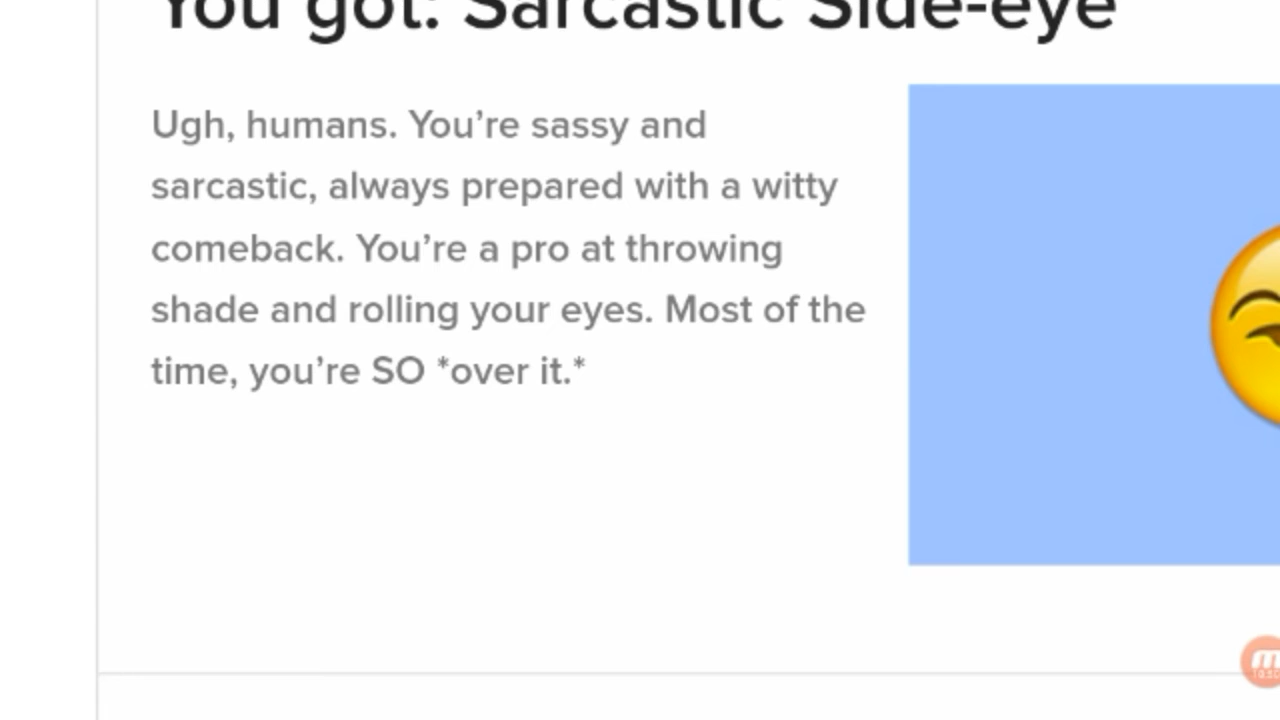 You got: Sarcastic Side-eye
Ugh, humans. You’re sassy and
sarcastic, always prepared with a witty
comeback. You’re a pro at throwing
shade and rolling your eyes. Most of the
time, you’re SO *over it.*